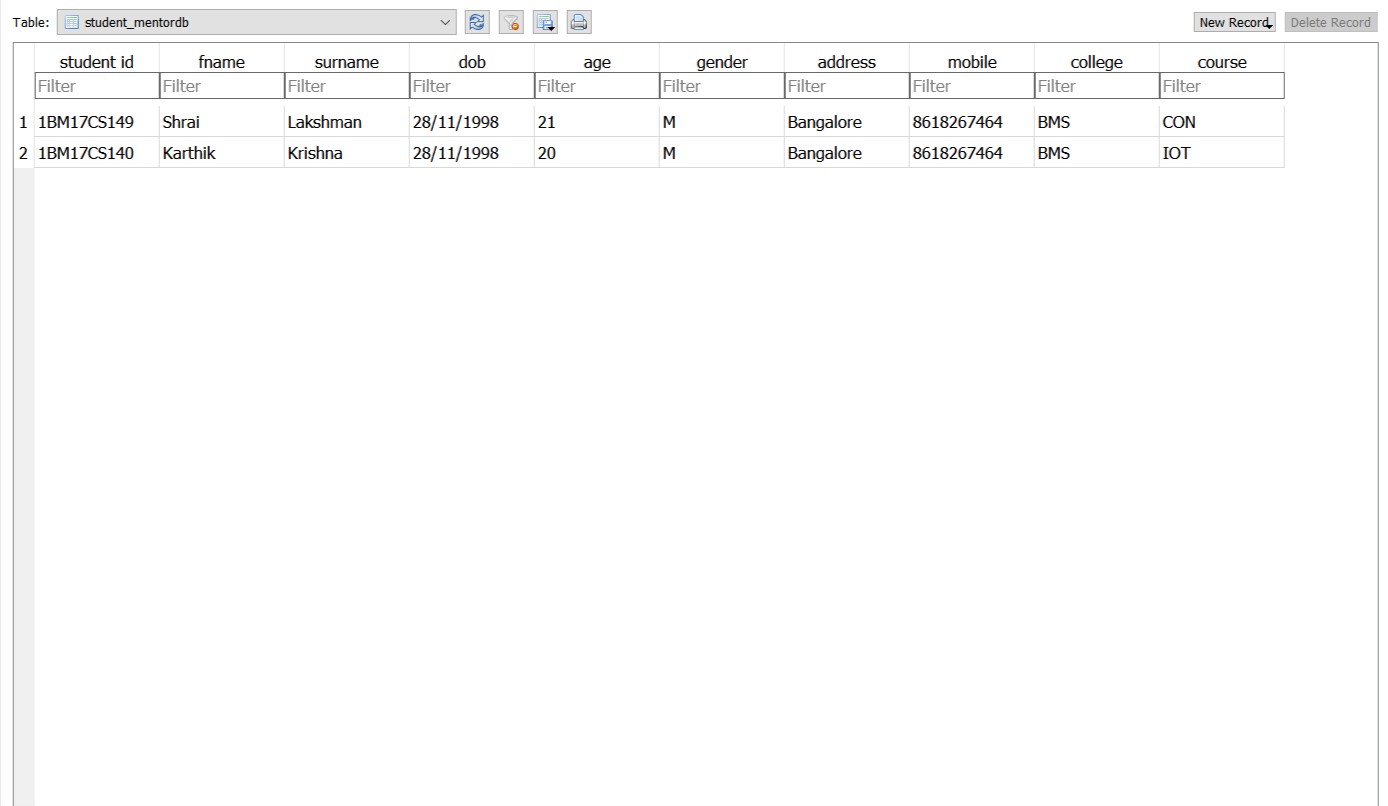 Table: student_mentordb New Record Delete Record
student id fname surname dob age gender address mobile college course
Filter Filter Filter Filter Filter Filter Filter Filter Filter Filter
1 1BM17CS149 Shrai Lakshman 28/11/1998 21 M Bangalore 8618267464 BMS CON
2 1BM17CS140 Karthik Krishna 28/11/1998 20 M Bangalore 8618267464 BMS IOT